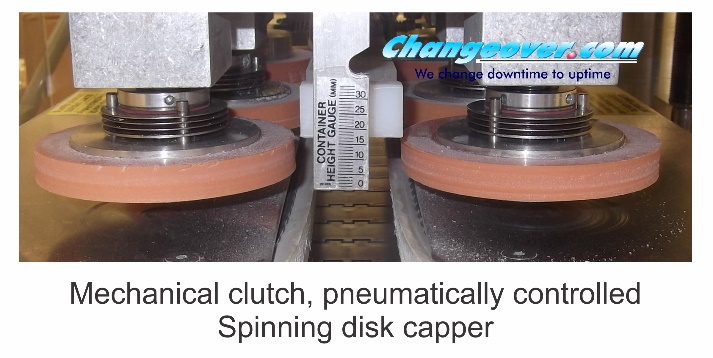 Changeover.com
We change downtime to uptime
CONTAINER
HEIGHT GAUGE (MM)
30
25
20
15
10
5
0
Mechanical clutch, pneumatically controlled
Spinning disk capper